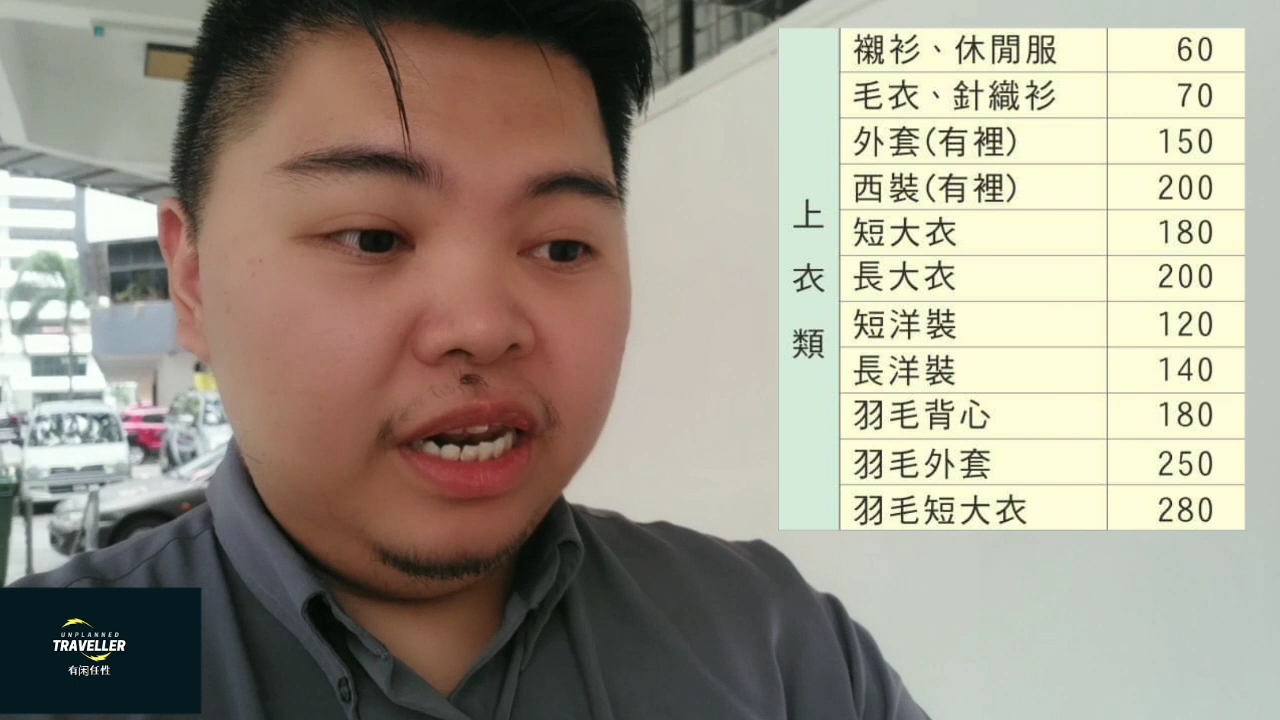 上衣類
襯衫、休閒服 60
毛衣、針織衫 70
外套(有裡) 150
西裝(有裡) 200
短大衣 180
長大衣 200
短洋裝 120
長洋裝 140
羽毛背心 180
羽毛外套 250
羽毛短大衣 280
UNPLANNED
TRAVELLER
有闲任性